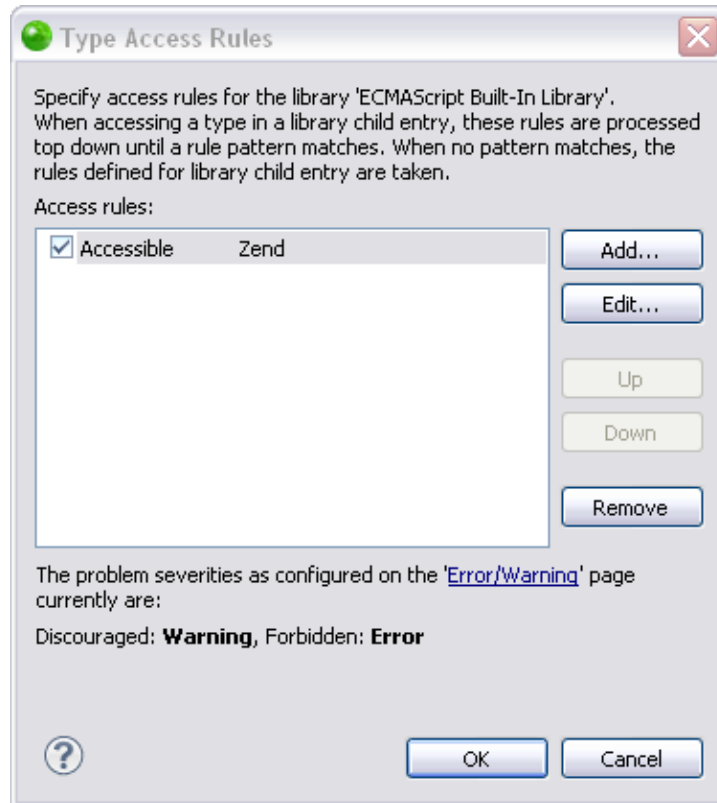 Type Access Rules
Specify access rules for the library 'ECMAScript Built-In Library'.
When accessing a type in a library child entry, these rules are processed
top down until a rule pattern matches. When no pattern matches, the
rules defined for library child entry are taken.
Access rules:
Accessible Zend
Add...
Edit...
Up
Down
Remove
The problem severities as configured on the 'Error/Warning' page
currently are:
Discouraged: Warning, Forbidden: Error
?
OK Cancel